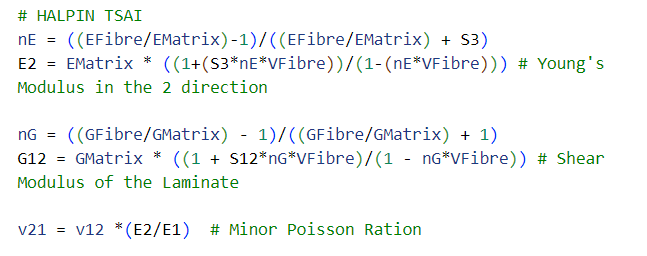 # HALPIN TSAI
nE = ((EFibre/EMatrix)-1)/((EFibre/EMatrix) + S3)
E2 = EMatrix * ((1+(S3*nE*VFibre))/(1-(nE*VFibre))) # Young's
Modulus in the 2 direction
nG = ((GFibre/GMatrix) - 1)/((GFibre/GMatrix) + 1)
G12 = GMatrix * ((1 + S12*nG*VFibre)/(1 - nG*VFibre)) # Shear
Modulus of the Laminate
v21 = v12 *(E2/E1)  # Minor Poisson Ration